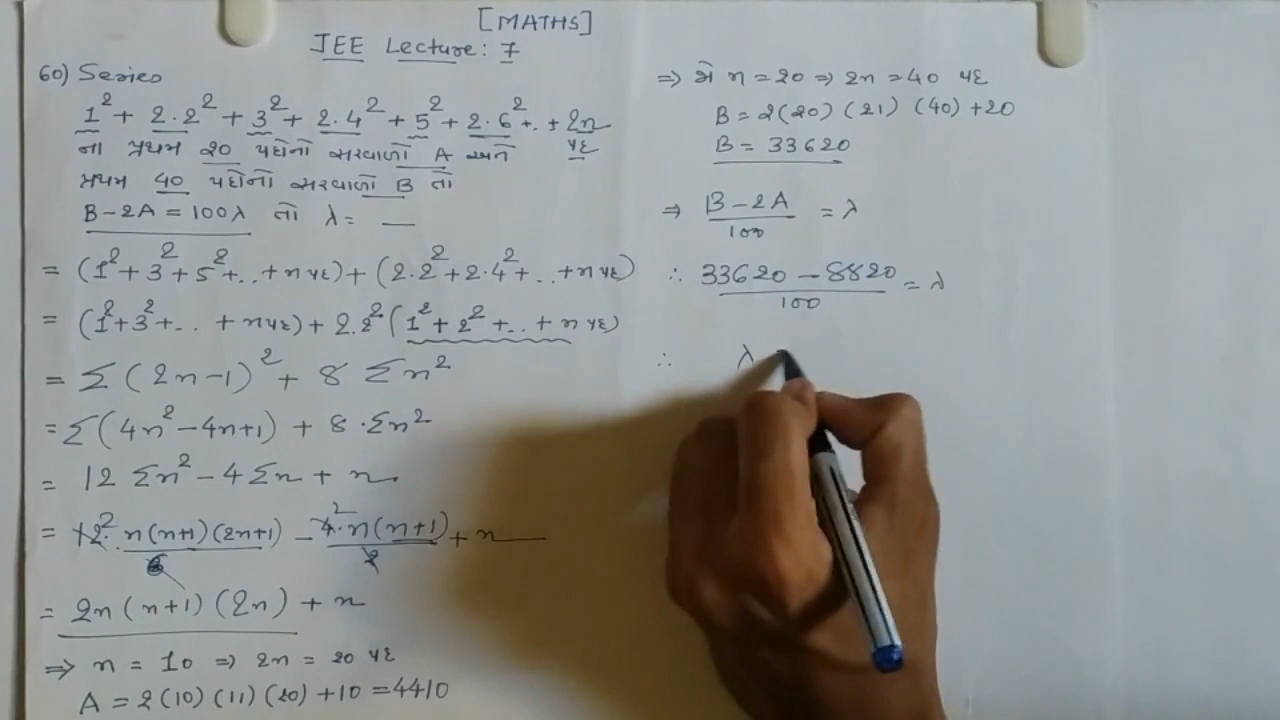 [MATHS]
JEE Lecture: 7
60) Series
1² + 2.2² + 3² + 2.4² + 5² + 2.6² + .. + 2n પદ
ના પ્રથમ 20 પદોનો સરવાળો A અને
પ્રથમ 40 પદોનો સરવાળો B તો
B - 2A = 100λ તો λ = __
= (1² + 3² + 5² + .. + n પદ) + (2.2² + 2.4² + .. + n પદ)
= (1² + 3² + .. + n પદ) + 2.2² (1² + 2² + .. + n પદ)
= Σ (2n-1)² + 8 Σn²
= Σ(4n² - 4n + 1) + 8 · Σn²
= 12 Σn² - 4 Σn + n
= 12² · n(n+1)(2n+1) / 6 - 4² · n(n+1) / 2 + n
= 2n (n+1) (2n) + n
⇒ n = 10 ⇒ 2n = 20 પદ
A = 2(10) (11) (20) + 10 = 4410
⇒ જો n = 20 ⇒ 2n = 40 પદ
B = 2(20) (21) (40) + 20
B = 33620
⇒ B - 2A / 100 = λ
∴ 33620 - 8820 / 100 = λ
∴ λ